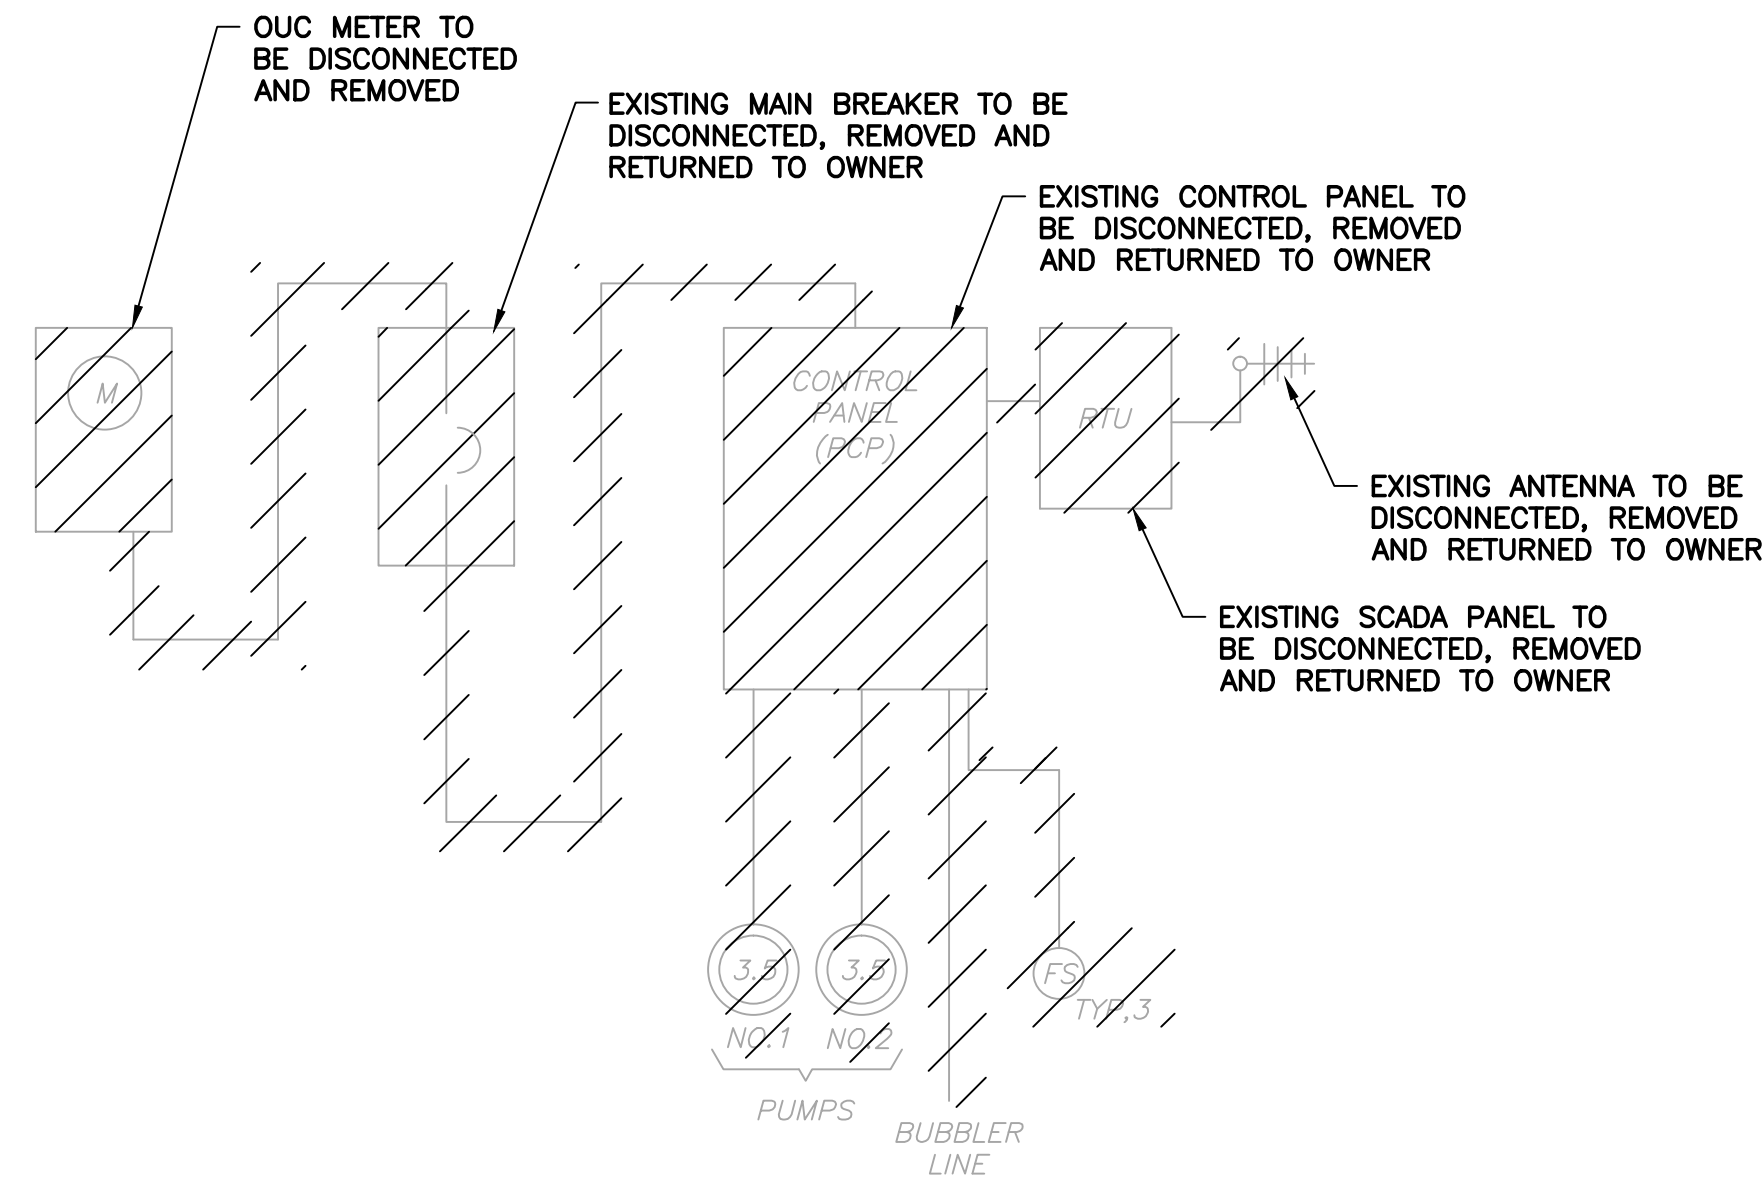 OUC METER TO
BE DISCONNECTED
AND REMOVED
EXISTING MAIN BREAKER TO BE
DISCONNECTED, REMOVED AND
RETURNED TO OWNER
EXISTING CONTROL PANEL TO
BE DISCONNECTED, REMOVED
AND RETURNED TO OWNER
M
CONTROL
PANEL
(PCP)
RTU
EXISTING ANTENNA TO BE
DISCONNECTED, REMOVED
AND RETURNED TO OWNER
EXISTING SCADA PANEL TO
BE DISCONNECTED, REMOVED
AND RETURNED TO OWNER
3.5
3.5
FS
TYP,3
NO.1
NO.2
PUMPS
BUBBLER
LINE